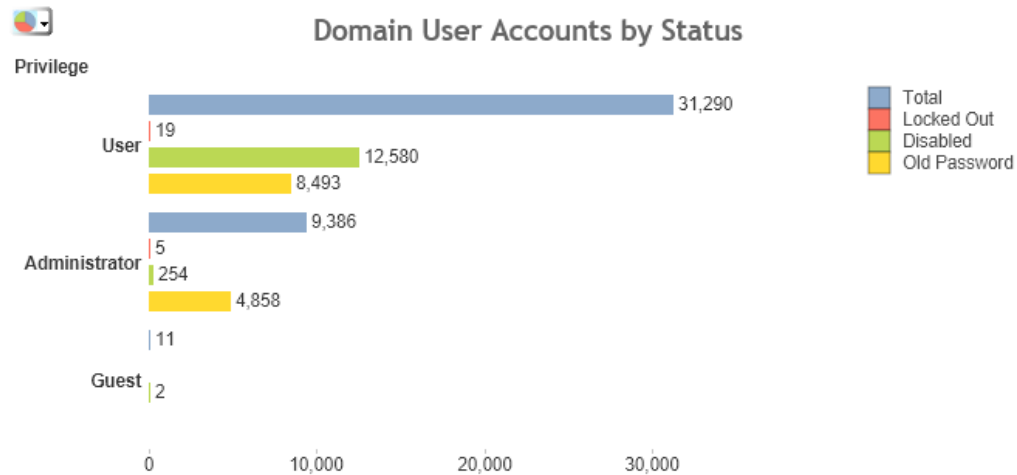 Domain User Accounts by Status
Privilege
31,290
Total
Locked Out
Disabled
Old Password
User
19
12,580
8,493
9,386
Administrator
5
254
4,858
11
Guest
2
0 10,000 20,000 30,000